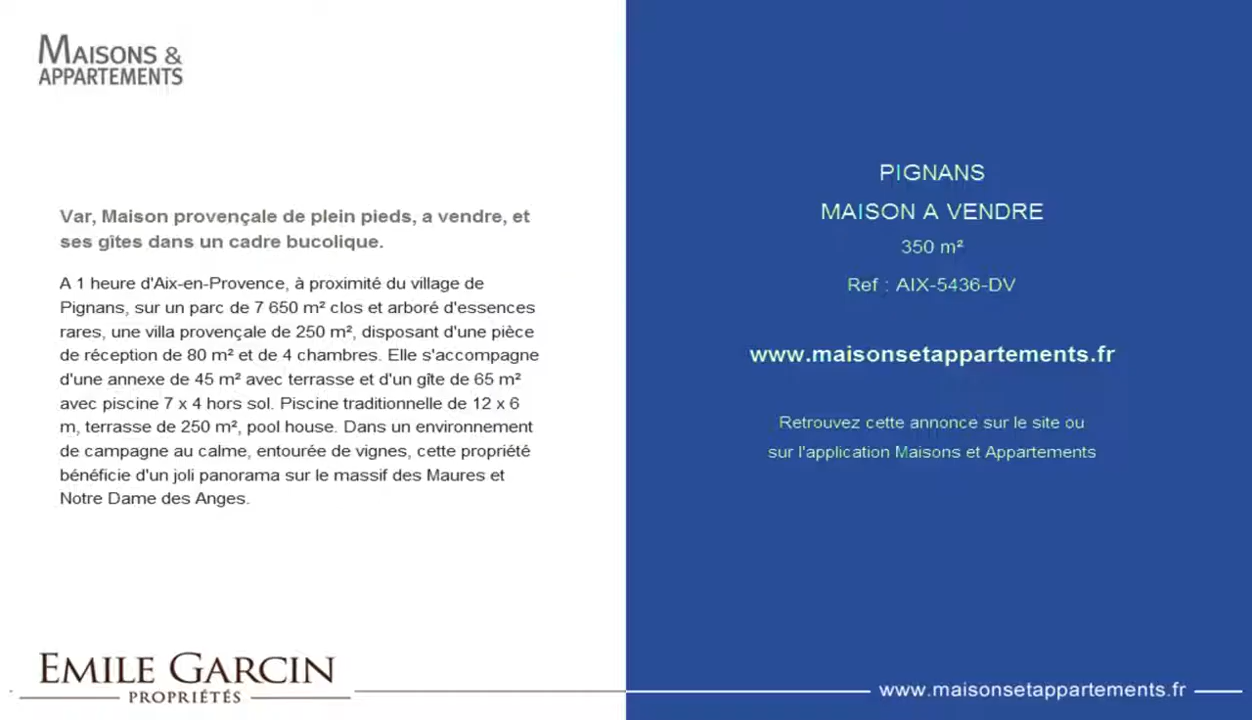 MAISONS &
APPARTEMENTS
Var, Maison provençale de plein pieds, a vendre, et
ses gîtes dans un cadre bucolique.
A 1 heure d'Aix-en-Provence, à proximité du village de
Pignans, sur un parc de 7 650 m² clos et arboré d'essences
rares, une villa provençale de 250 m², disposant d'une pièce
de réception de 80 m² et de 4 chambres. Elle s'accompagne
d'une annexe de 45 m² avec terrasse et d'un gîte de 65 m²
avec piscine 7 x 4 hors sol. Piscine traditionnelle de 12 x 6
m, terrasse de 250 m², pool house. Dans un environnement
de campagne au calme, entourée de vignes, cette propriété
bénéficie d'un joli panorama sur le massif des Maures et
Notre Dame des Anges.
EMILE GARCIN
PROPRIÉTÉS
PIGNANS
MAISON A VENDRE
350 m²
Ref : AIX-5436-DV
www.maisonsetappartements.fr
Retrouvez cette annonce sur le site ou
sur l'application Maisons et Appartements
www.maisonsetappartements.fr